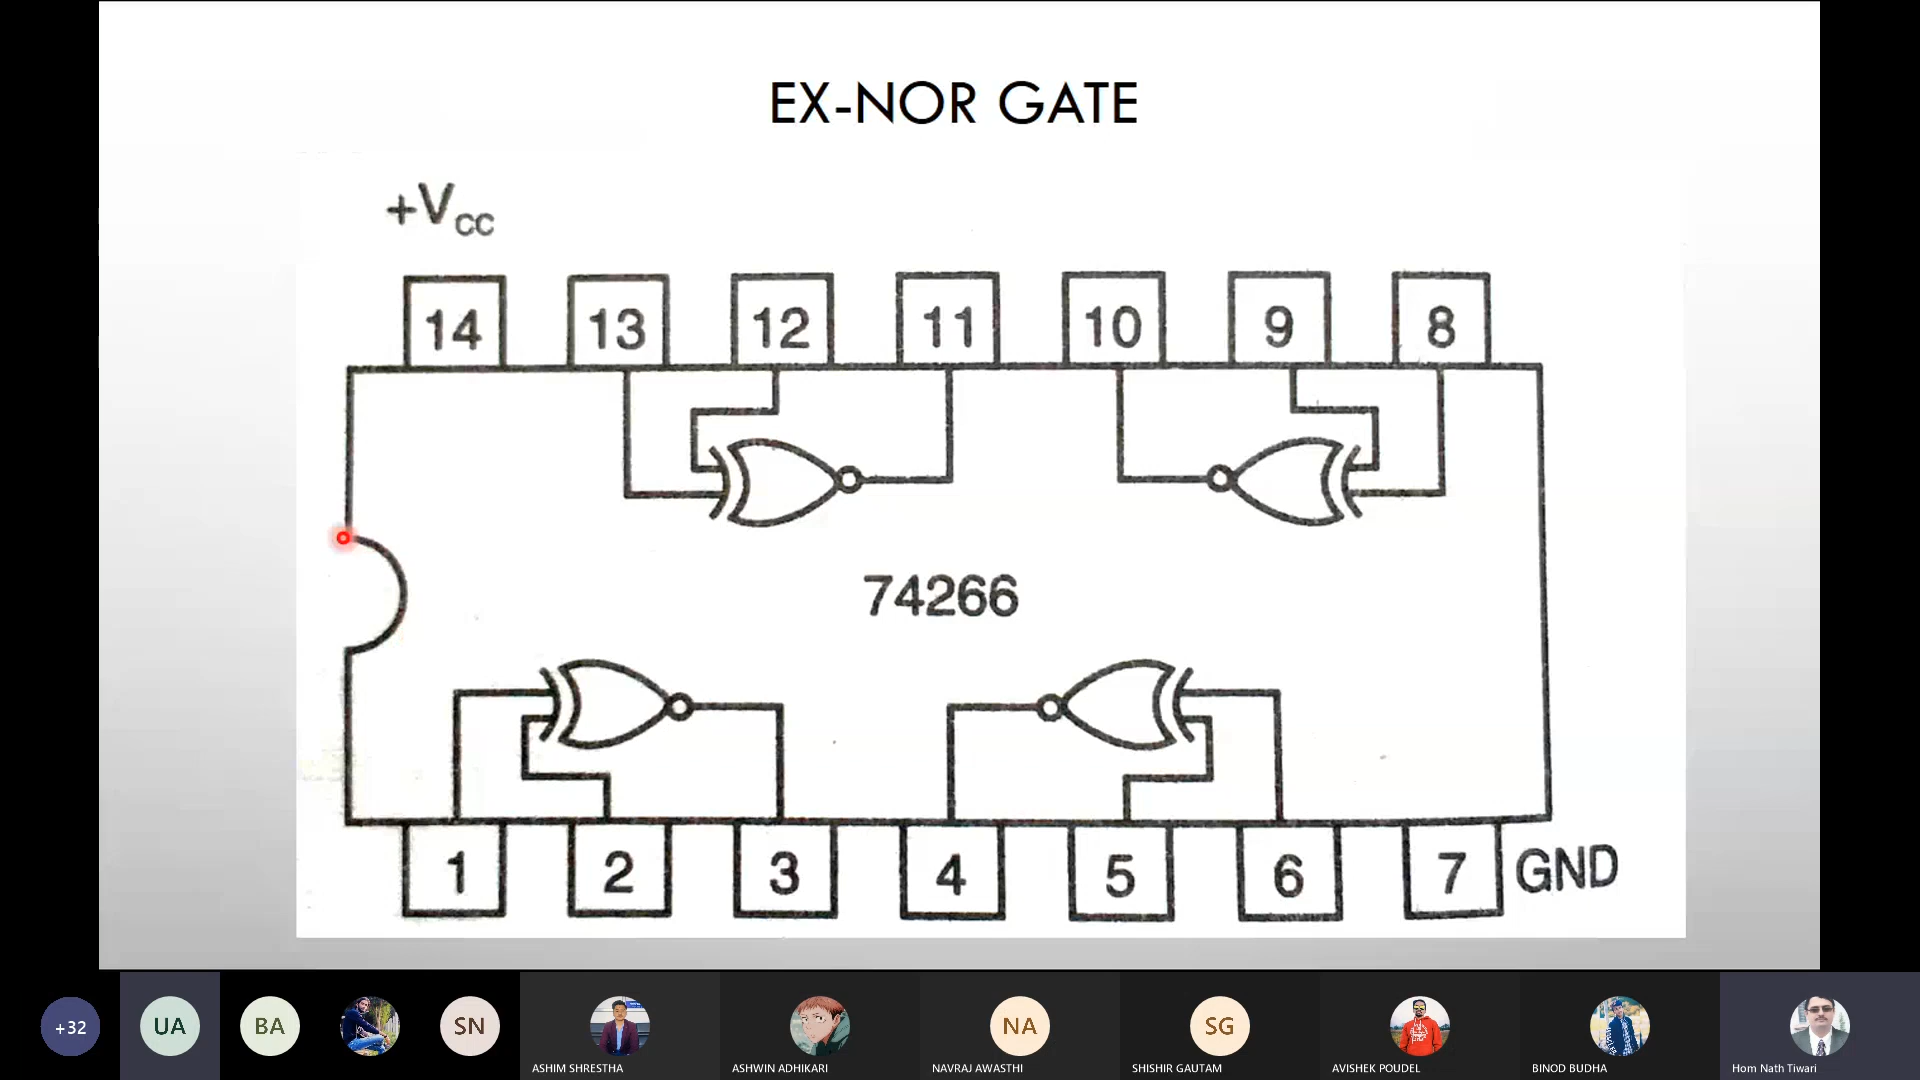 EX-NOR GATE
+VCC
14 13 12 11 10 9 8
74266
1 2 3 4 5 6 7 GND
+32 UA BA SN NA SG
ASHIM SHRESTHA ASHWIN ADHIKARI NAVRAJ AWASTHI SHISHIR GAUTAM AVISHEK POUDEL BINOD BUDHA Hom Nath Tiwari